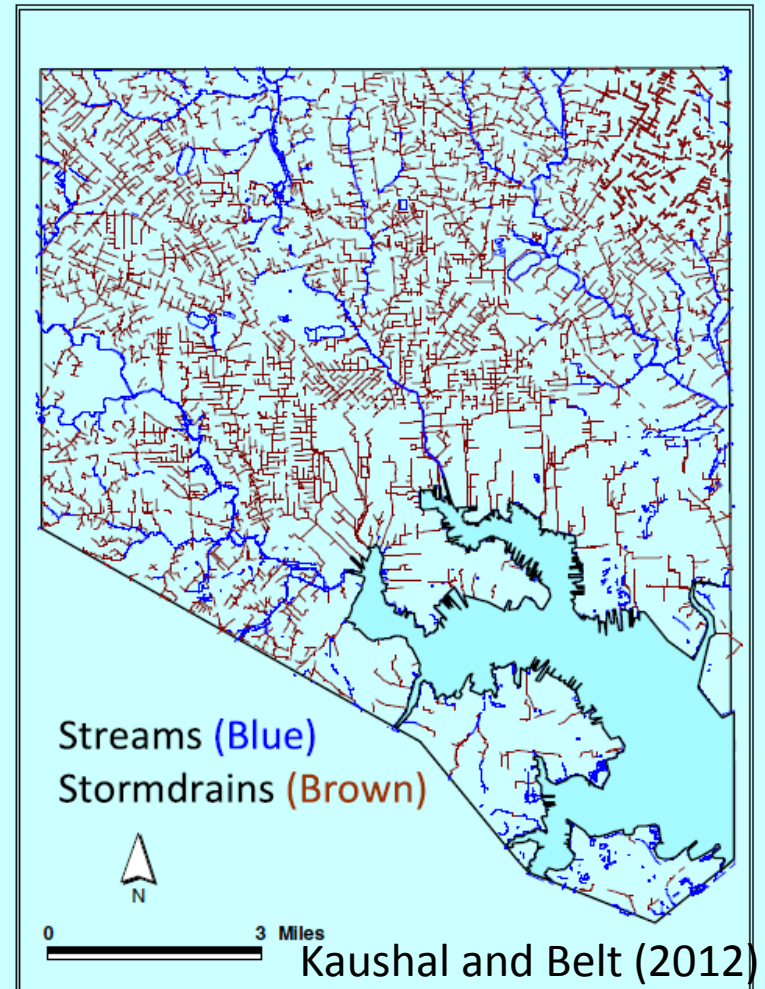 Streams (Blue)
Stormdrains (Brown)
N
0 3 Miles
Kaushal and Belt (2012)